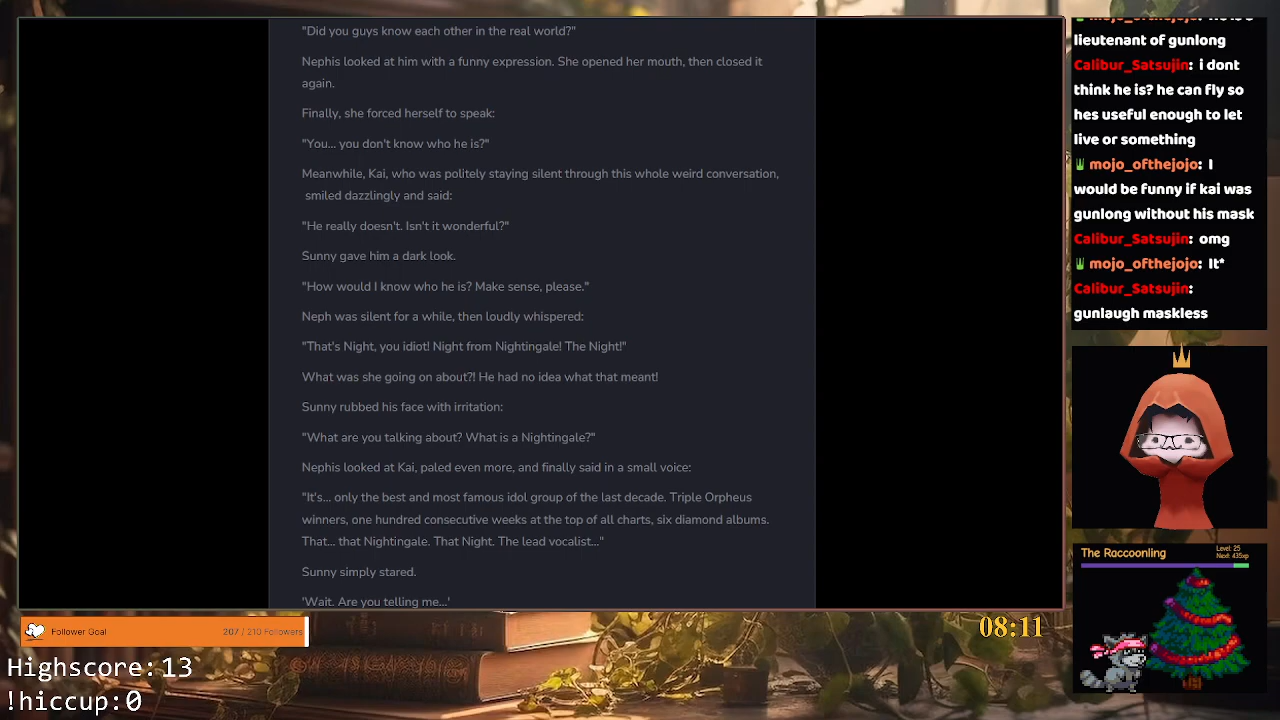 "Did you guys know each other in the real world?"
Nephis looked at him with a funny expression. She opened her mouth, then closed it
again.
Finally, she forced herself to speak:
"You... you don't know who he is?"
Meanwhile, Kai, who was politely staying silent through this whole weird conversation,
smiled dazzlingly and said:
"He really doesn't. Isn't it wonderful?"
Sunny gave him a dark look.
"How would I know who he is? Make sense, please."
Neph was silent for a while, then loudly whispered:
"That's Night, you idiot! Night from Nightingale! The Night!"
What was she going on about?! He had no idea what that meant!
Sunny rubbed his face with irritation:
"What are you talking about? What is a Nightingale?"
Nephis looked at Kai, paled even more, and finally said in a small voice:
"It's... only the best and most famous idol group of the last decade. Triple Orpheus
winners, one hundred consecutive weeks at the top of all charts, six diamond albums.
That... that Nightingale. That Night. The lead vocalist..."
Sunny simply stared.
'Wait. Are you telling me...'
lieutenant of gunlong
Calibur_Satsujin: i dont
think he is? he can fly so
hes useful enough to let
live or something
mojo_ofthejojo: I
would be funny if kai was
gunlong without his mask
Calibur_Satsujin: omg
mojo_ofthejojo: It*
Calibur_Satsujin:
gunlaugh maskless
The Raccoonling
Level: 25
Next: 435xp
Follower Goal
207 / 210 Followers
08:11
Highscore:13
!hiccup:0